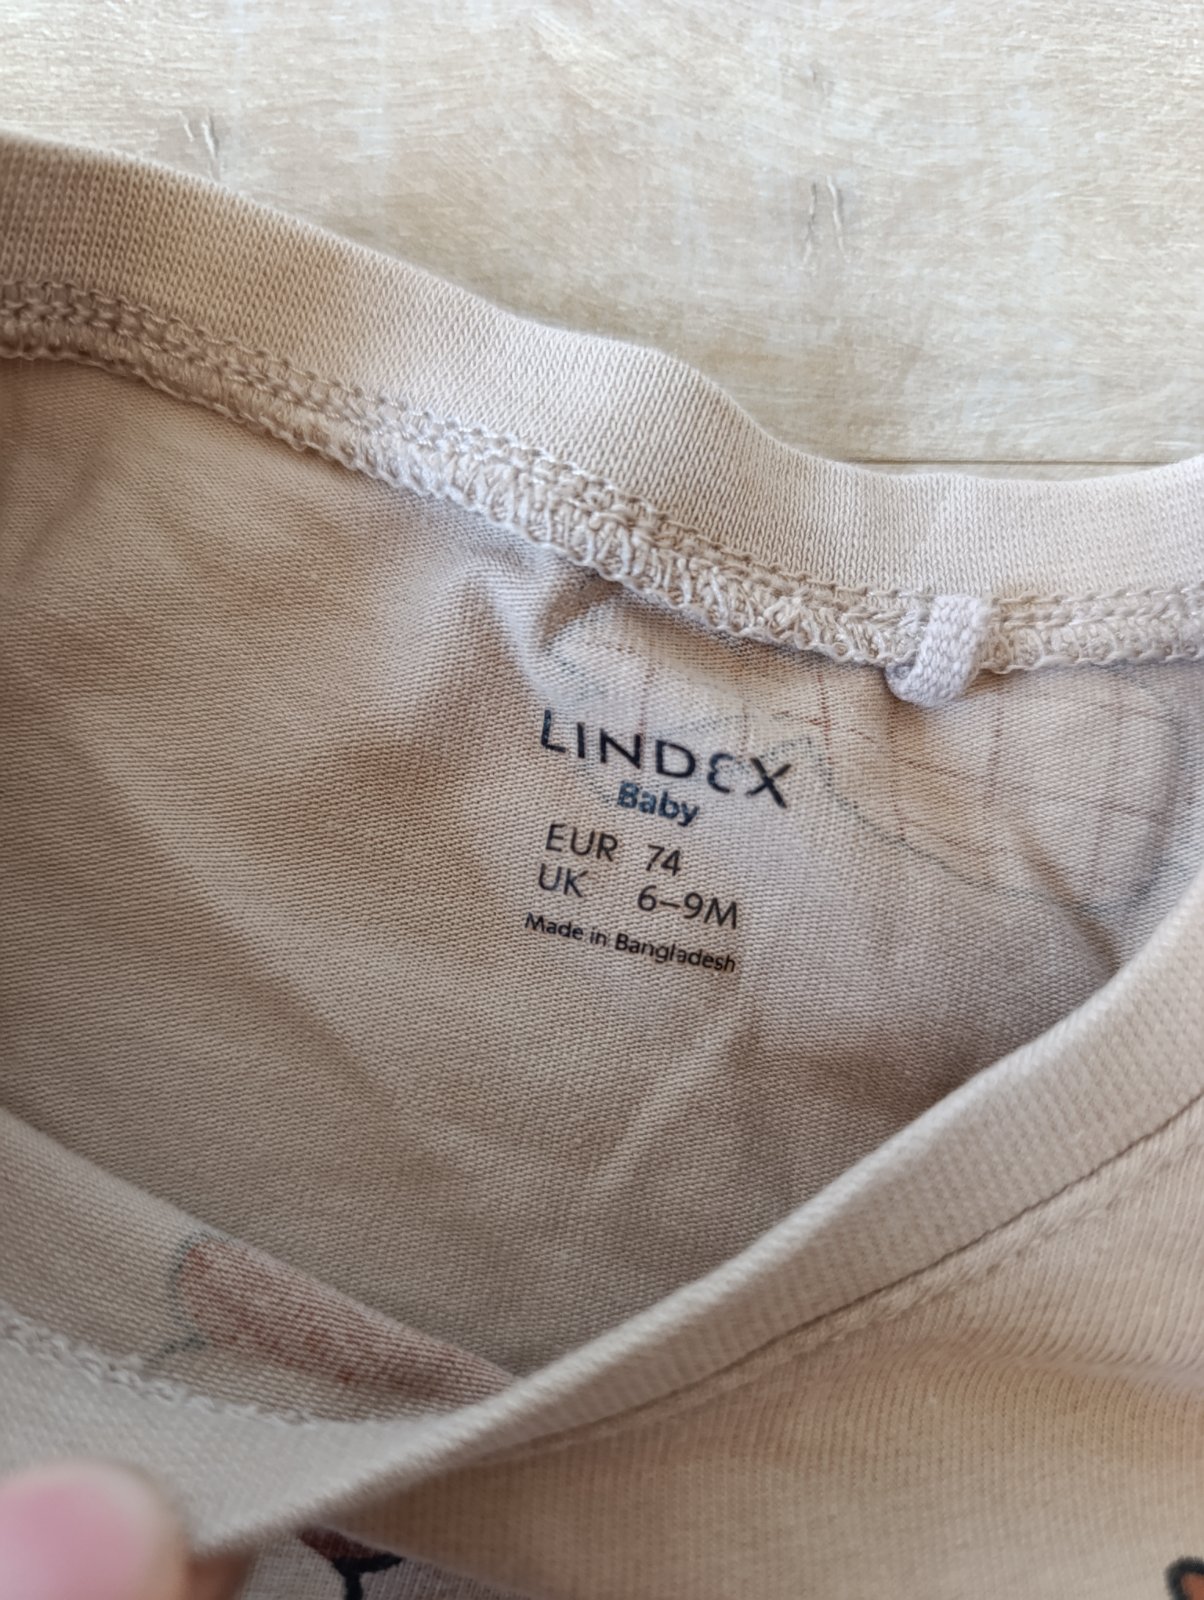 LINDEX
Baby
EUR 74
UK 6–9M
Made in Bangladesh